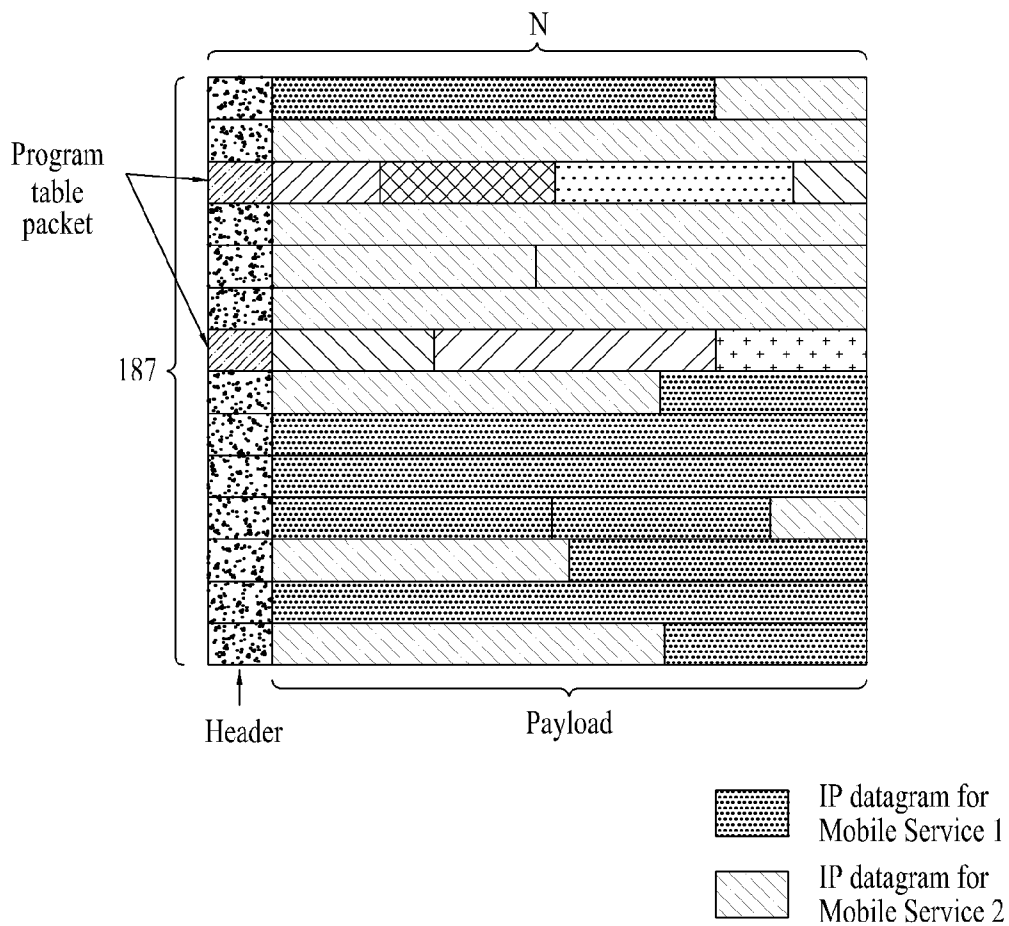 N
Program
table
packet
187
Header
Payload
IP datagram for
Mobile Service 1
IP datagram for
Mobile Service 2